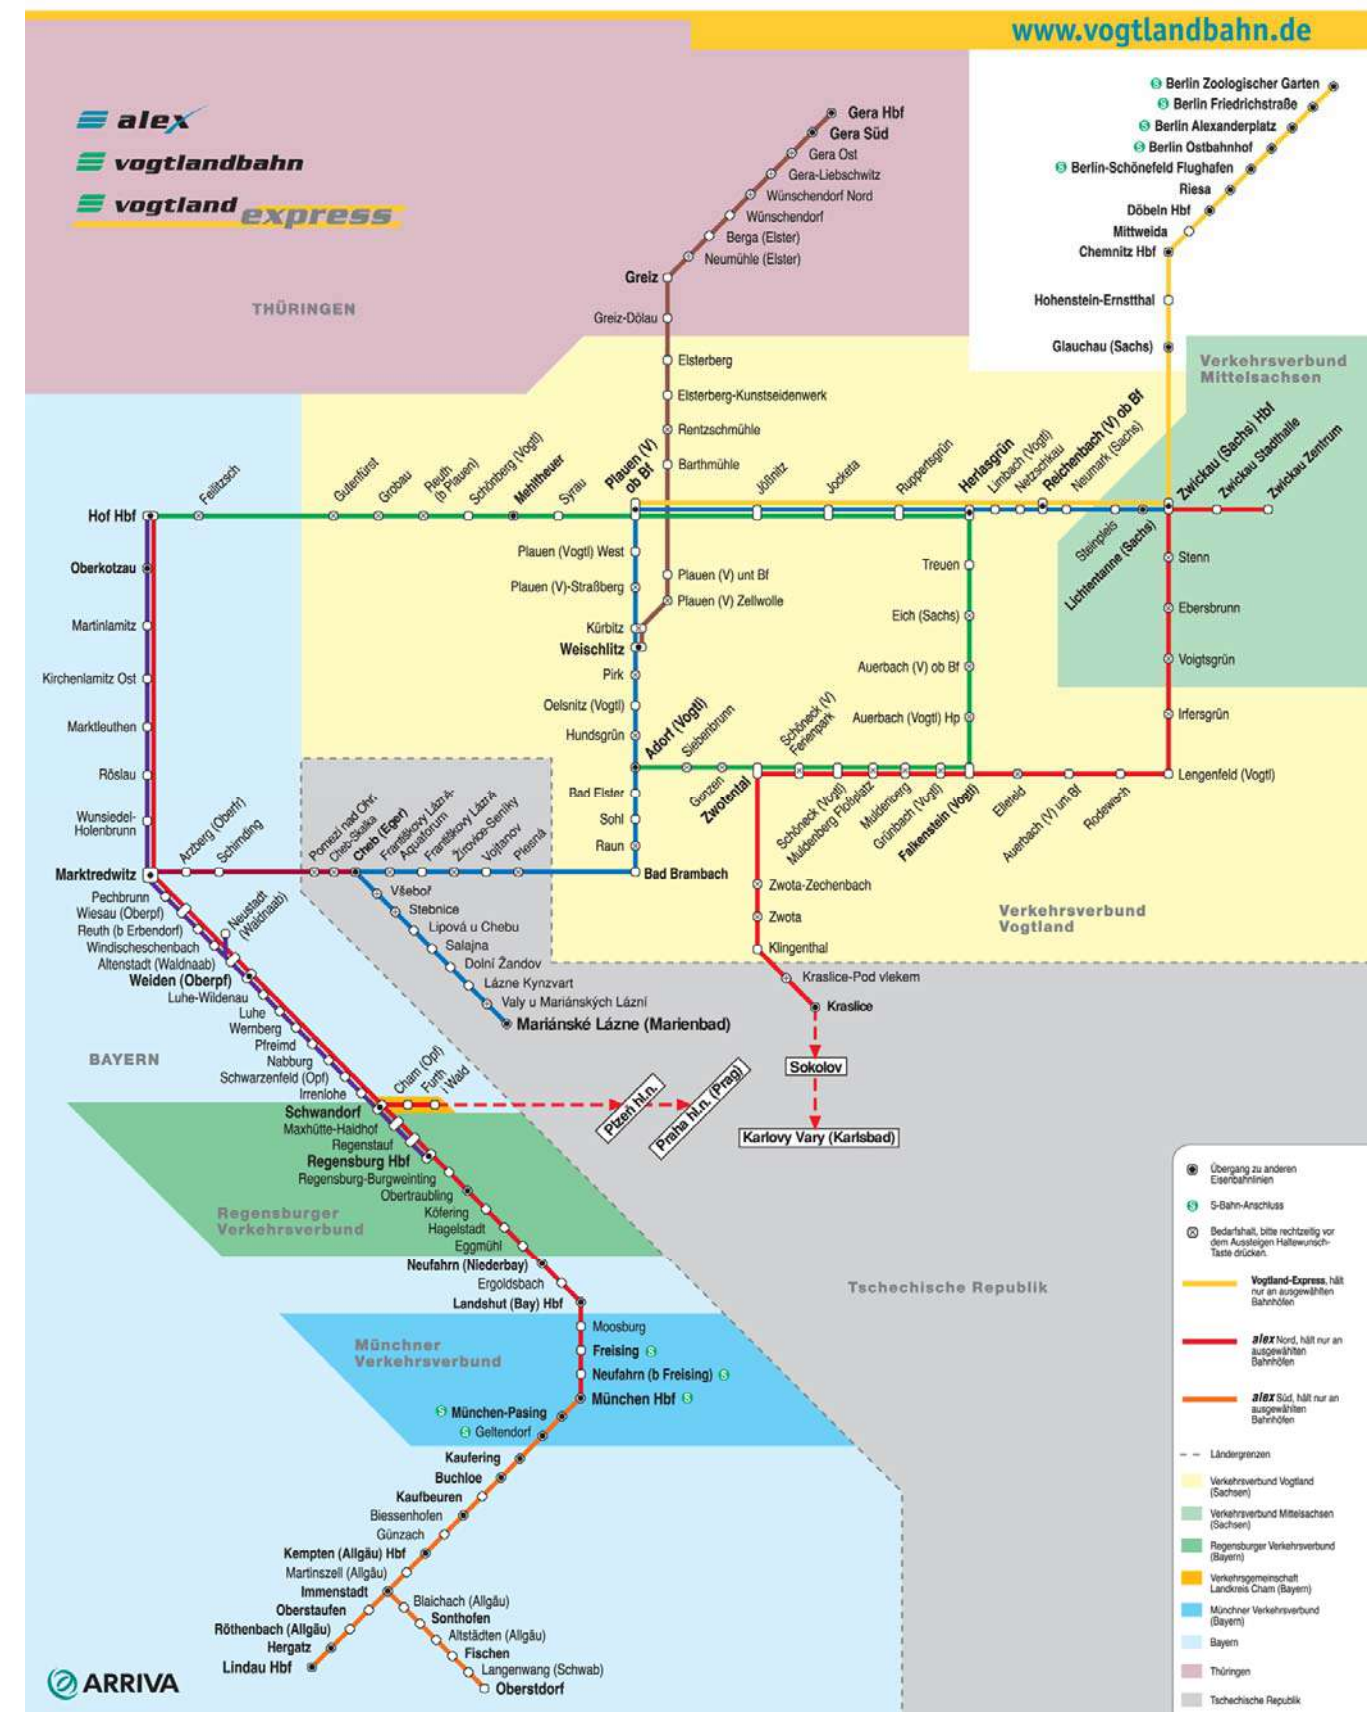 www.vogtlandbahn.de
alex
vogtlandbahn
vogtland express
THÜRINGEN
Gera Hbf
Gera Süd
Gera Ost
Gera-Liebschwitz
Wünschendorf Nord
Wünschendorf
Berga (Elster)
Neumühle (Elster)
Greiz
Greiz-Dölau
Elsterberg
Elsterberg-Kunstseidenwerk
Rentzschmühle
Barthmühle
Plauen (V) unt Bf
Plauen (V) Zellwolle
S Berlin Zoologischer Garten
S Berlin Friedrichstraße
S Berlin Alexanderplatz
S Berlin Ostbahnhof
S Berlin-Schönefeld Flughafen
Riesa
Döbeln Hbf
Mittweida
Chemnitz Hbf
Hohenstein-Ernstthal
Glauchau (Sachs)
Verkehrsverbund
Mittelsachsen
Hof Hbf
Feilitzsch
Gutenfürst
Grobau
Reuth
(b Plauen)
Schönberg (Vogtl)
Mehltheuer
Syrau
Plauen (V)
ob Bf
Jößnitz
Jocketa
Ruppertsgrün
Herlasgrün
Limbach (Vogtl)
Netzschkau
Reichenbach (V) ob Bf
Neumark (Sachs)
Steinpleis
Lichtentanne (Sachs)
Zwickau (Sachs) Hbf
Zwickau Stadthalle
Zwickau Zentrum
Stenn
Ebersbrunn
Voigtsgrün
Irfersgrün
Lengenfeld (Vogtl)
Plauen (Vogtl) West
Plauen (V)-Straßberg
Kürbitz
Weischlitz
Pirk
Oelsnitz (Vogtl)
Hundsgrün
Adorf (Vogtl)
Bad Elster
Sohl
Raun
Bad Brambach
Treuen
Eich (Sachs)
Auerbach (V) ob Bf
Auerbach (Vogtl) Hp
Siebenbrunn
Gunzen
Zwotental
Schöneck (V)
Ferienpark
Schöneck (Vogtl)
Muldenberg Floßplatz
Muldenberg
Grünbach (Vogtl)
Falkenstein (Vogtl)
Ellefeld
Auerbach (V) unt Bf
Rodewisch
Zwota-Zechenbach
Zwota
Klingenthal
Kraslice-Pod vlekem
Kraslice
Sokolov
Karlovy Vary (Karlsbad)
Verkehrsverbund
Vogtland
Oberkotzau
Martinlamitz
Kirchenlamitz Ost
Marktleuthen
Röslau
Wunsiedel-
Holenbrunn
Marktredwitz
Arzberg (Oberfr)
Schirnding
Pomezí nad Ohř.
Cheb-Skalka
Cheb (Eger)
Františkovy Lázně-
Aquaforum
Františkovy Lázně
Žírovice-Seníky
Vojtanov
Plesná
Všeboř
Stebnice
Lipová u Chebu
Salajna
Dolní Žandov
Lázne Kynzvart
Valy u Mariánských Lázní
Mariánské Lázne (Marienbad)
Pechbrunn
Wiesau (Oberpf)
Reuth (b Erbendorf)
Windischeschenbach
Altenstadt (Waldnaab)
Neustadt
(Waldnaab)
Weiden (Oberpf)
Luhe-Wildenau
Luhe
Wernberg
Pfreimd
Nabburg
Schwarzenfeld (Opf)
Irrenlohe
BAYERN
Schwandorf
Cham (Opf)
Furth
i Wald
Plzeň hl.n.
Praha hl.n. (Prag)
Maxhütte-Haidhof
Regenstauf
Regensburg Hbf
Regensburg-Burgweinting
Obertraubling
Köfering
Hagelstadt
Eggmühl
Regensburger
Verkehrsverbund
Neufahrn (Niederbay)
Ergoldsbach
Landshut (Bay) Hbf
Moosburg
Freising S
Neufahrn (b Freising) S
München Hbf S
Münchner
Verkehrsverbund
S München-Pasing
S Geltendorf
Kaufering
Buchloe
Kaufbeuren
Biessenhofen
Günzach
Kempten (Allgäu) Hbf
Martinszell (Allgäu)
Immenstadt
Oberstaufen
Röthenbach (Allgäu)
Hergatz
Lindau Hbf
Blaichach (Allgäu)
Sonthofen
Altstädten (Allgäu)
Fischen
Langenwang (Schwab)
Oberstdorf
Tschechische Republik
ARRIVA
Übergang zu anderen
Eisenbahnlinien
S S-Bahn-Anschluss
Bedarfshalt, bitte rechtzeitig vor
dem Aussteigen Haltewunsch-
Taste drücken.
Vogtland-Express, hält
nur an ausgewählten
Bahnhöfen
alex Nord, hält nur an
ausgewählten
Bahnhöfen
alex Süd, hält nur an
ausgewählten
Bahnhöfen
Ländergrenzen
Verkehrsverbund Vogtland
(Sachsen)
Verkehrsverbund Mittelsachsen
(Sachsen)
Regensburger Verkehrsverbund
(Bayern)
Verkehrsgemeinschaft
Landkreis Cham (Bayern)
Münchner Verkehrsverbund
(Bayern)
Bayern
Thüringen
Tschechische Republik